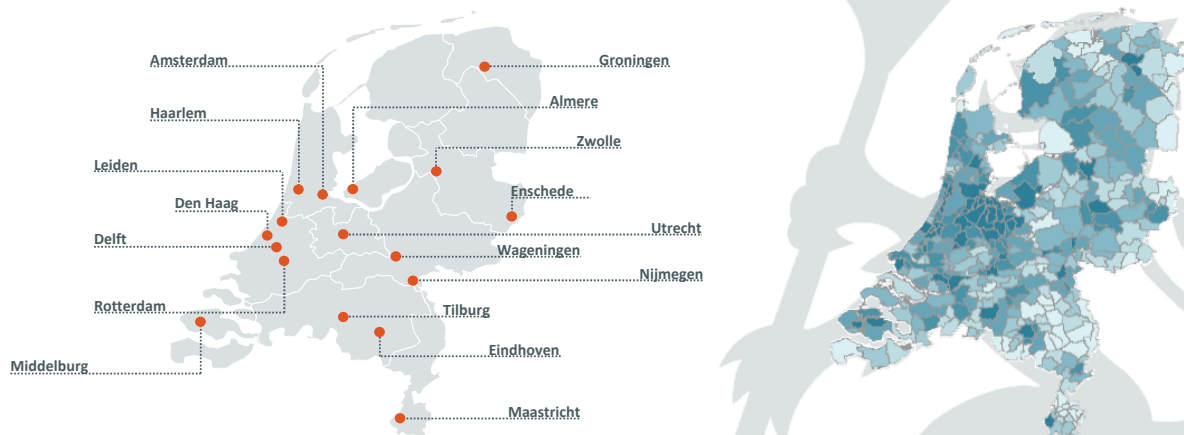 Amsterdam
Groningen
Almere
Haarlem
Zwolle
Leiden
Enschede
Den Haag
Utrecht
Delft
Wageningen
Nijmegen
Rotterdam
Tilburg
Eindhoven
Middelburg
Maastricht